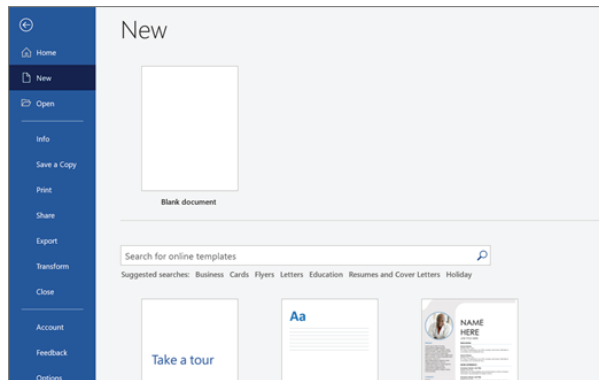 New
Home
New
Open
Info
Save a Copy
Print
Share
Export
Transform
Close
Account
Feedback
Options
Blank document
Search for online templates
Suggested searches: Business Cards Flyers Letters Education Resumes and Cover Letters Holiday
Take a tour
Aa
NAME
HERE